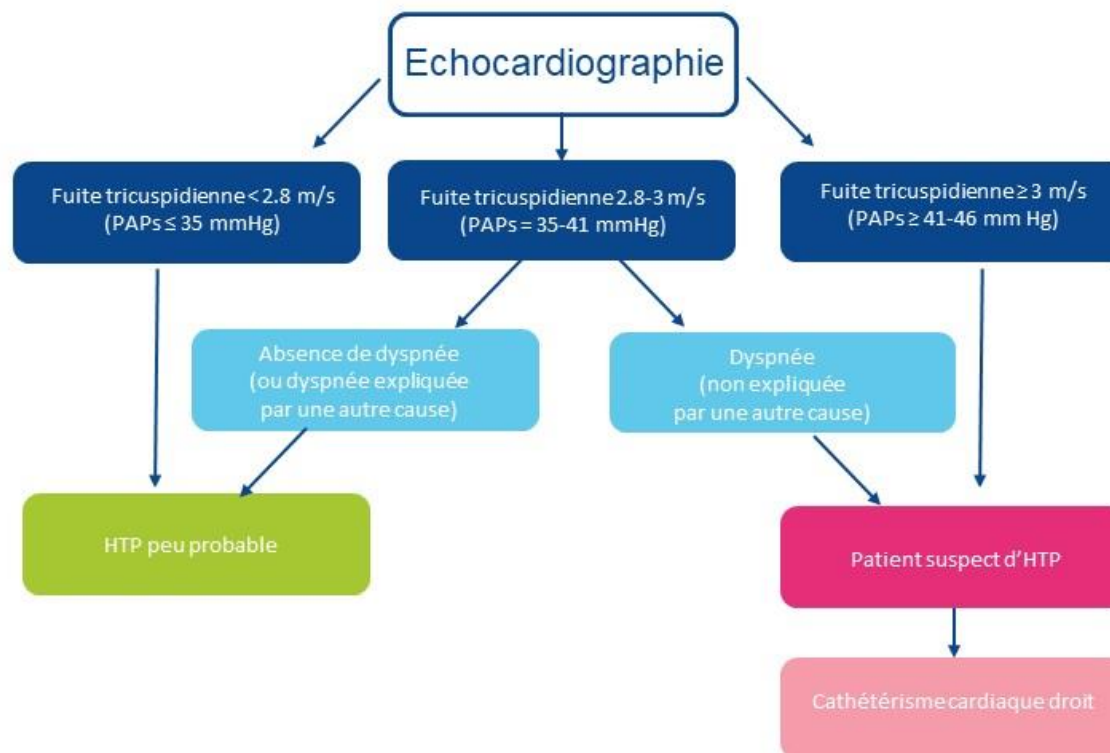 Echocardiographie
Fuite tricuspidienne < 2.8 m/s
(PAPs ≤ 35 mmHg)
Fuite tricuspidienne 2.8-3 m/s
(PAPs = 35-41 mmHg)
Fuite tricuspidienne ≥ 3 m/s
(PAPs ≥ 41-46 mm Hg)
Absence de dyspnée
(ou dyspnée expliquée
par une autre cause)
Dyspnée
(non expliquée
par une autre cause)
HTP peu probable
Patient suspect d’HTP
Cathétérisme cardiaque droit